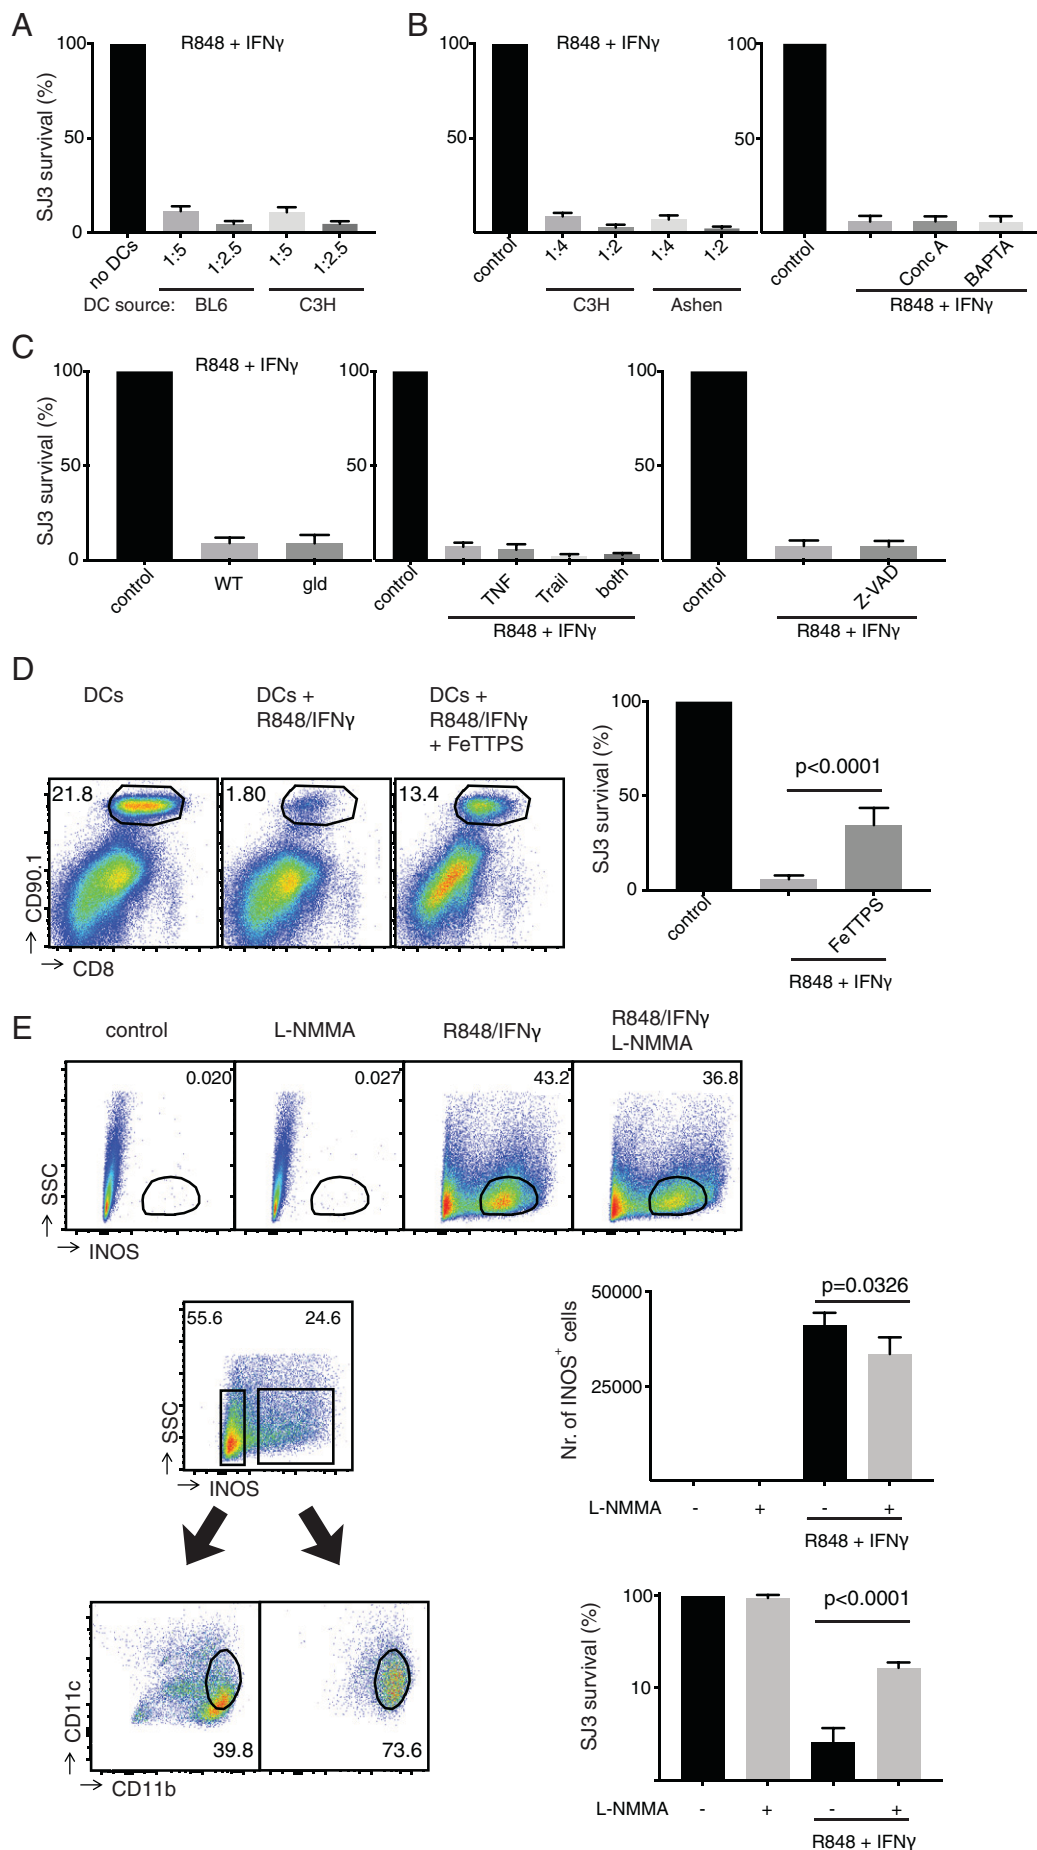 A
R848 + IFNγ
SJ3 survival (%)
100
50
0
no DCs
1:5
1:2.5
1:5
1:2.5
DC source:
BL6
C3H
B
R848 + IFNγ
100
50
control
1:4
1:2
1:4
1:2
C3H
Ashen
100
50
control
Conc A
BAPTA
R848 + IFNγ
C
R848 + IFNγ
SJ3 survival (%)
100
50
0
control
WT
gld
100
50
control
TNF
Trail
both
R848 + IFNγ
100
50
control
Z-VAD
R848 + IFNγ
D
DCs
DCs +
R848/IFNγ
DCs +
R848/IFNγ
+ FeTTPS
21.8
1.80
13.4
CD90.1
CD8
SJ3 survival (%)
100
50
0
p<0.0001
control
FeTTPS
R848 + IFNγ
E
control
L-NMMA
R848/IFNγ
R848/IFNγ
L-NMMA
0.020
0.027
43.2
36.8
SSC
INOS
55.6
24.6
SSC
INOS
CD11c
CD11b
39.8
73.6
Nr. of INOS⁺ cells
50000
25000
p=0.0326
L-NMMA - + - +
R848 + IFNγ
SJ3 survival (%)
100
10
p<0.0001
L-NMMA - + - +
R848 + IFNγ